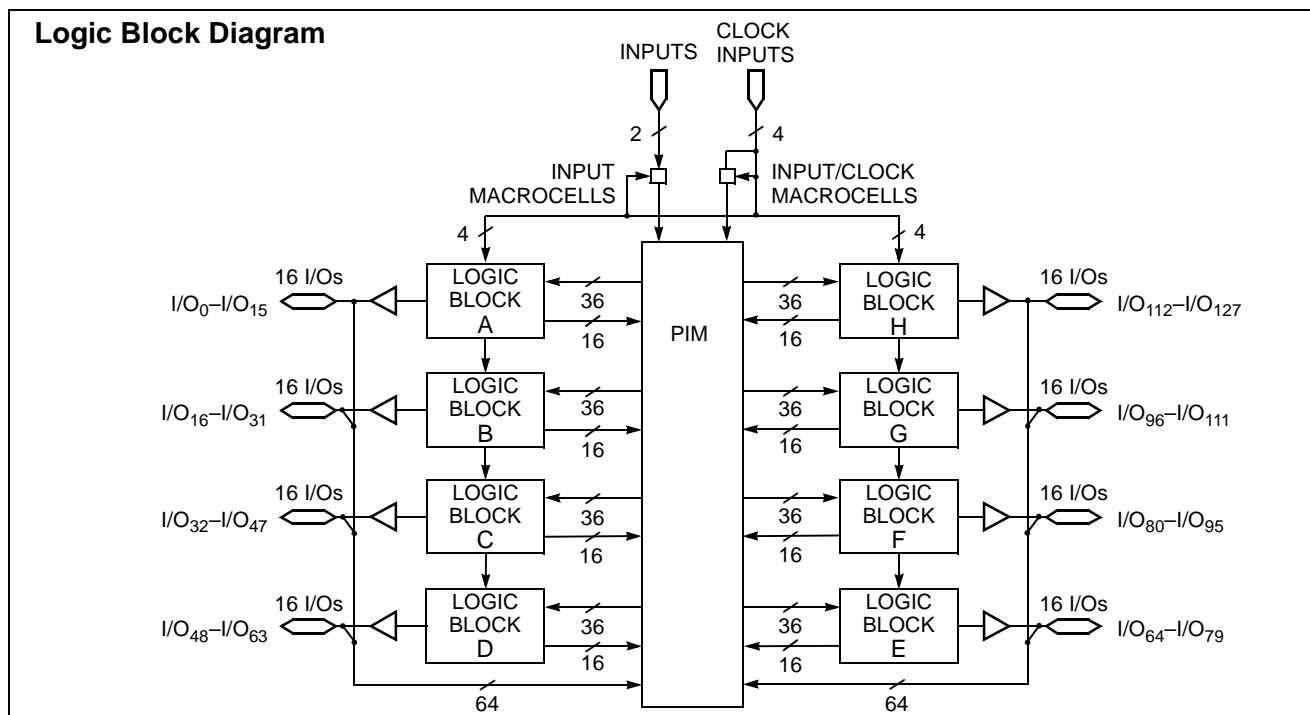 Logic Block Diagram
INPUTS
CLOCK
INPUTS
2
4
INPUT
MACROCELLS
INPUT/CLOCK
MACROCELLS
4
4
PIM
16 I/Os
I/O0–I/O15
LOGIC
BLOCK
A
36
16
36
16
LOGIC
BLOCK
H
16 I/Os
I/O112–I/O127
16 I/Os
I/O16–I/O31
LOGIC
BLOCK
B
36
16
36
16
LOGIC
BLOCK
G
16 I/Os
I/O96–I/O111
16 I/Os
I/O32–I/O47
LOGIC
BLOCK
C
36
16
36
16
LOGIC
BLOCK
F
16 I/Os
I/O80–I/O95
16 I/Os
I/O48–I/O63
LOGIC
BLOCK
D
36
16
36
16
LOGIC
BLOCK
E
16 I/Os
I/O64–I/O79
64
64